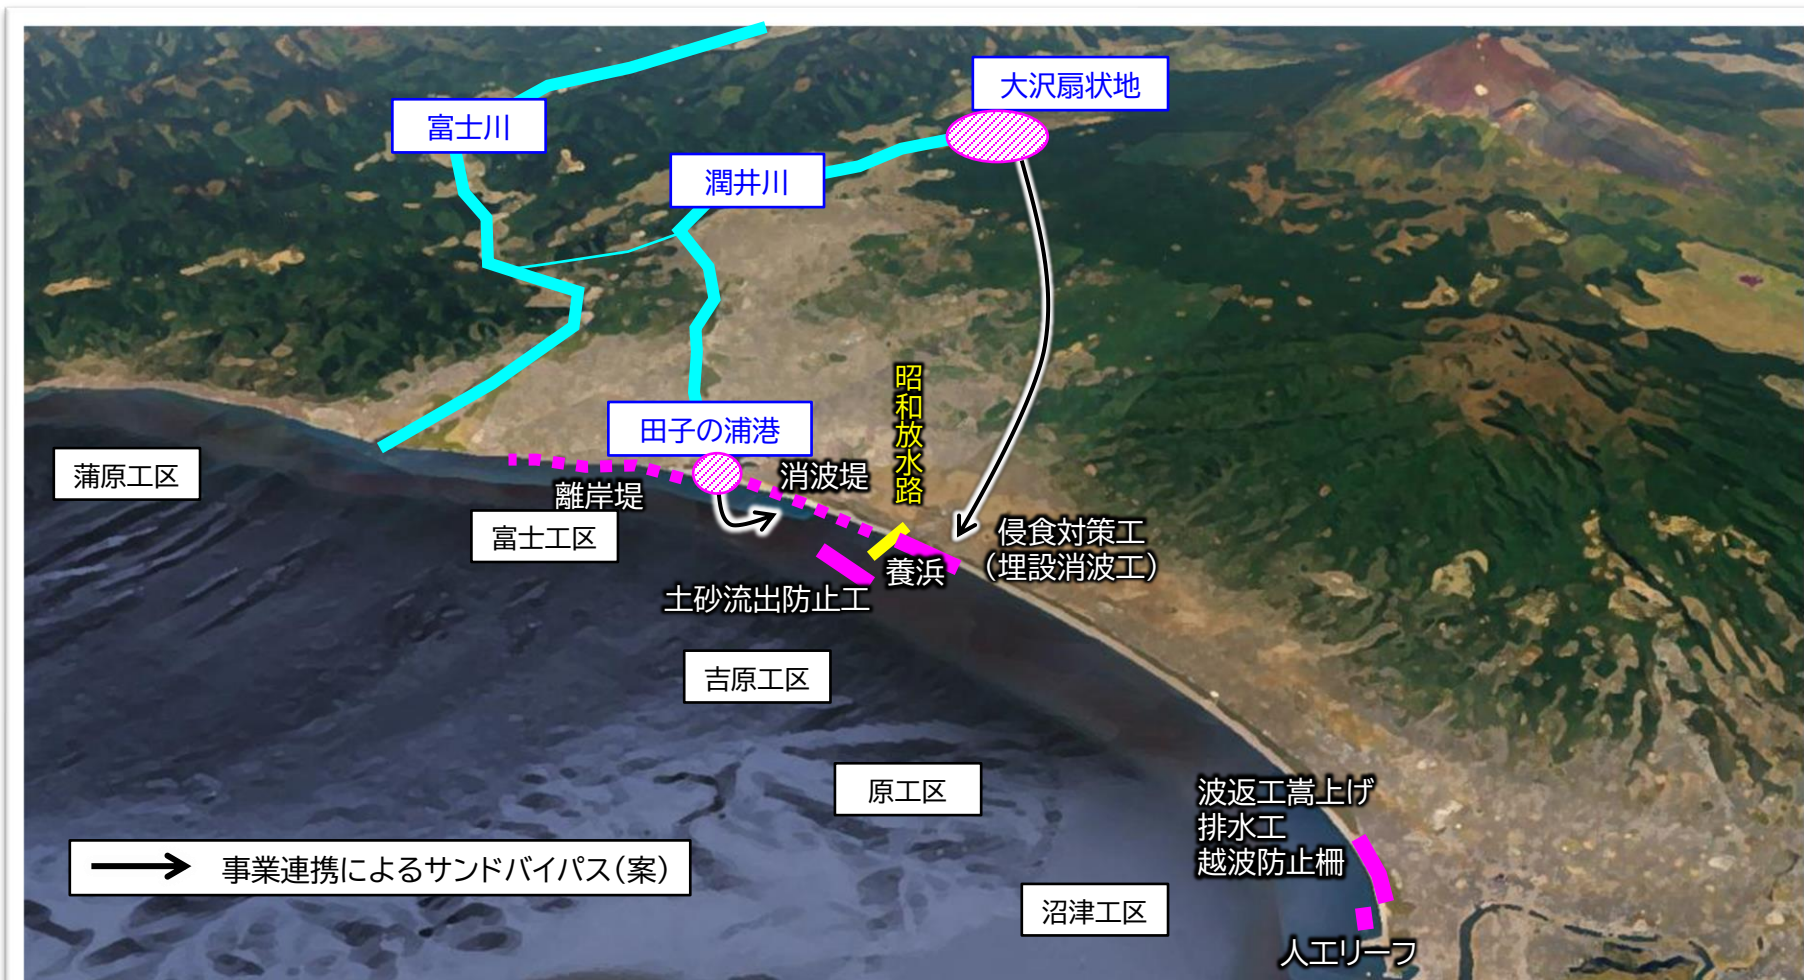 大沢扇状地
富士川
潤井川
昭和放水路
田子の浦港
消波堤
蒲原工区
離岸堤
富士工区
侵食対策工
（埋設消波工）
養浜
土砂流出防止工
吉原工区
原工区
波返工嵩上げ
排水工
越波防止柵
事業連携によるサンドバイパス（案）
沼津工区
人工リーフ